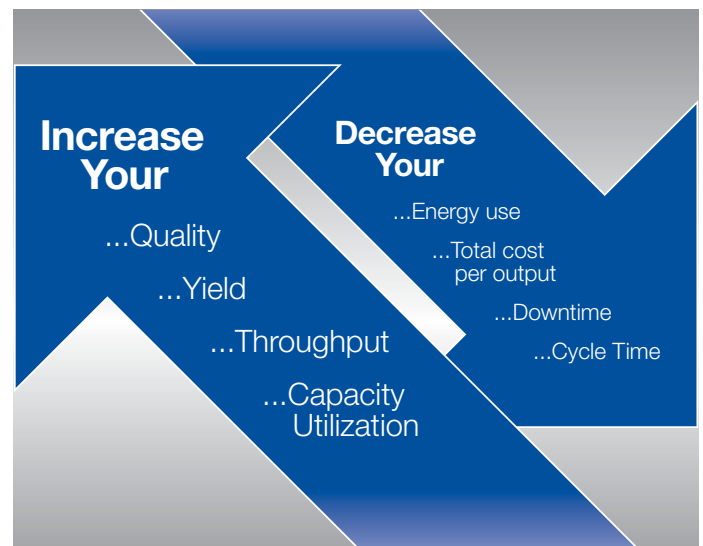 Increase
Your
...Quality
...Yield
...Throughput
...Capacity
Utilization
Decrease
Your
...Energy use
...Total cost
per output
...Downtime
...Cycle Time